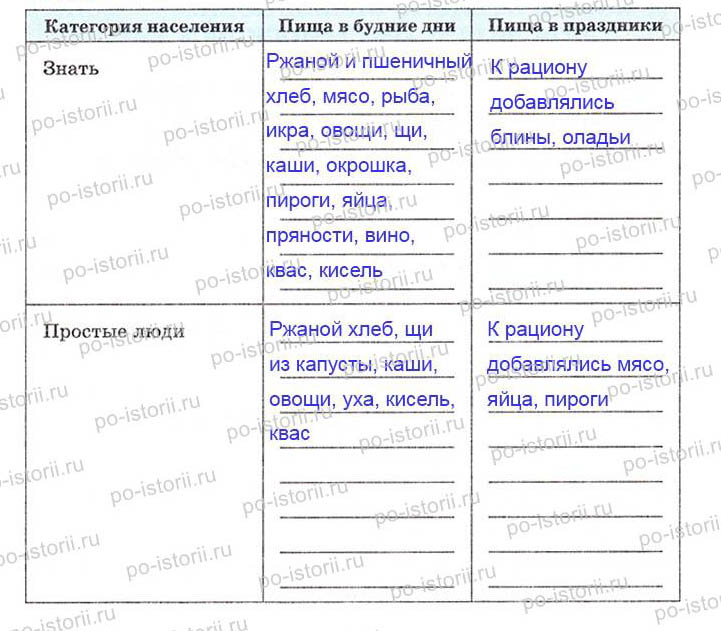 Категория населения
Пища в будние дни
Пища в праздники
Знать
Ржаной и пшеничный
хлеб, мясо, рыба,
икра, овощи, щи,
каши, окрошка,
пироги, яйца,
пряности, вино,
квас, кисель
К рациону
добавлялись
блины, оладьи
Простые люди
Ржаной хлеб, щи
из капусты, каши,
овощи, уха, кисель,
квас
К рациону
добавлялись мясо,
яйца, пироги
po-istorii.ru